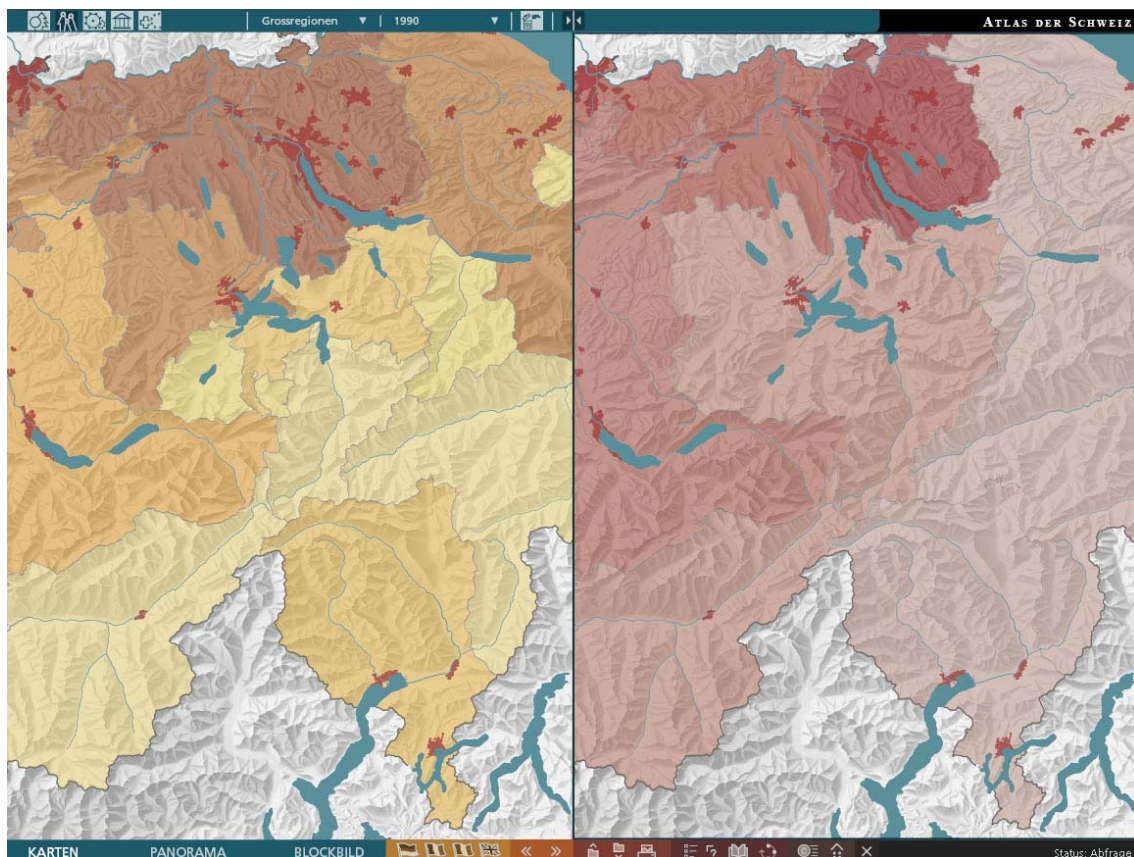 Grossregionen ▼ | 1990 ▼
ATLAS DER SCHWEIZ
KARTEN PANORAMA BLOCKBILD « » Status: Abfrage